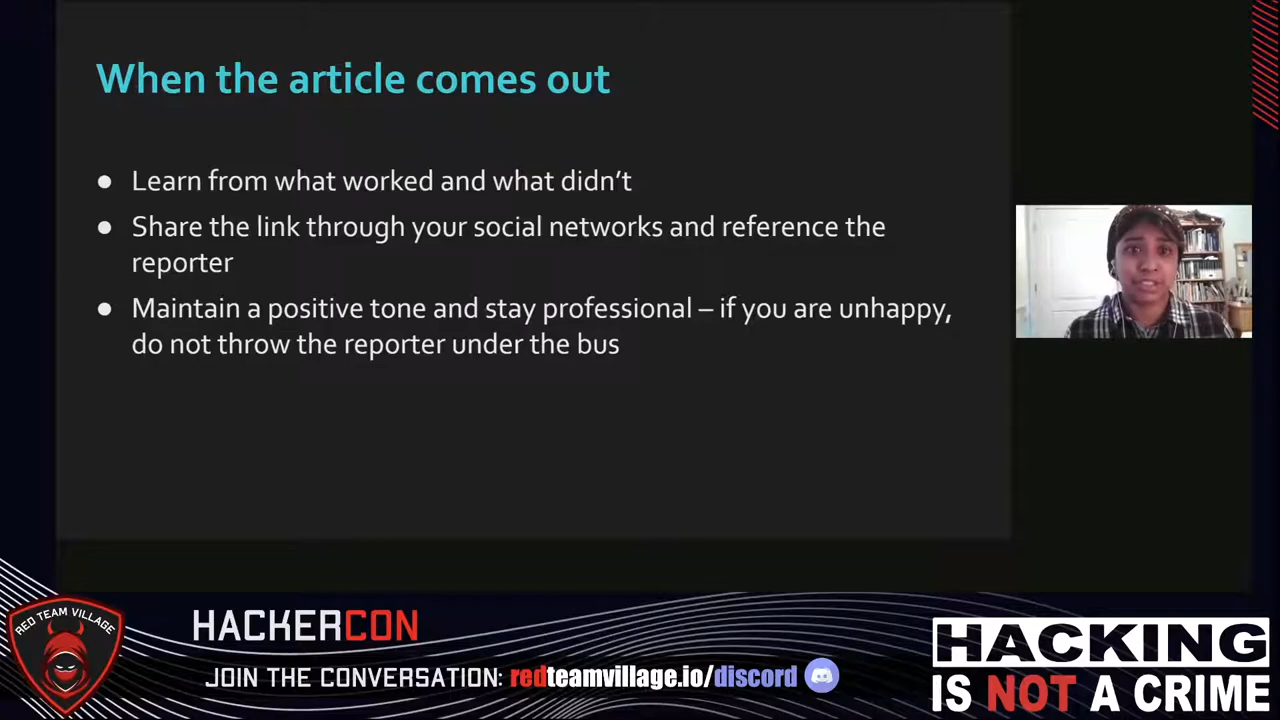 When the article comes out
● Learn from what worked and what didn't
● Share the link through your social networks and reference the
reporter
● Maintain a positive tone and stay professional – if you are unhappy,
do not throw the reporter under the bus
RED TEAM VILLAGE
HACKERCON
JOIN THE CONVERSATION: redteamvillage.io/discord
HACKING
IS NOT A CRIME